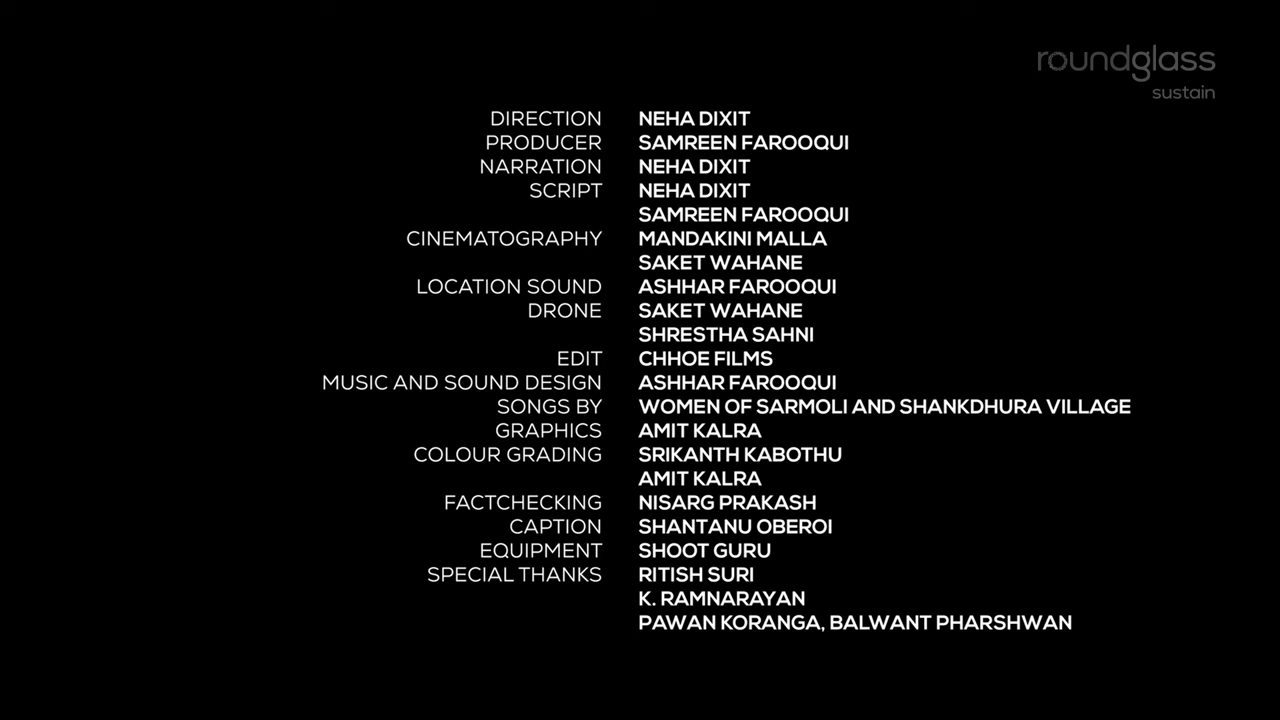 roundglass
sustain
DIRECTION NEHA DIXIT
PRODUCER SAMREEN FAROOQUI
NARRATION NEHA DIXIT
SCRIPT NEHA DIXIT
SAMREEN FAROOQUI
CINEMATOGRAPHY MANDAKINI MALLA
SAKET WAHANE
LOCATION SOUND ASHHAR FAROOQUI
DRONE SAKET WAHANE
SHRESTHA SAHNI
EDIT CHHOE FILMS
MUSIC AND SOUND DESIGN ASHHAR FAROOQUI
SONGS BY WOMEN OF SARMOLI AND SHANKDHURA VILLAGE
GRAPHICS AMIT KALRA
COLOUR GRADING SRIKANTH KABOTHU
AMIT KALRA
FACTCHECKING NISARG PRAKASH
CAPTION SHANTANU OBEROI
EQUIPMENT SHOOT GURU
SPECIAL THANKS RITISH SURI
K. RAMNARAYAN
PAWAN KORANGA, BALWANT PHARSHWAN